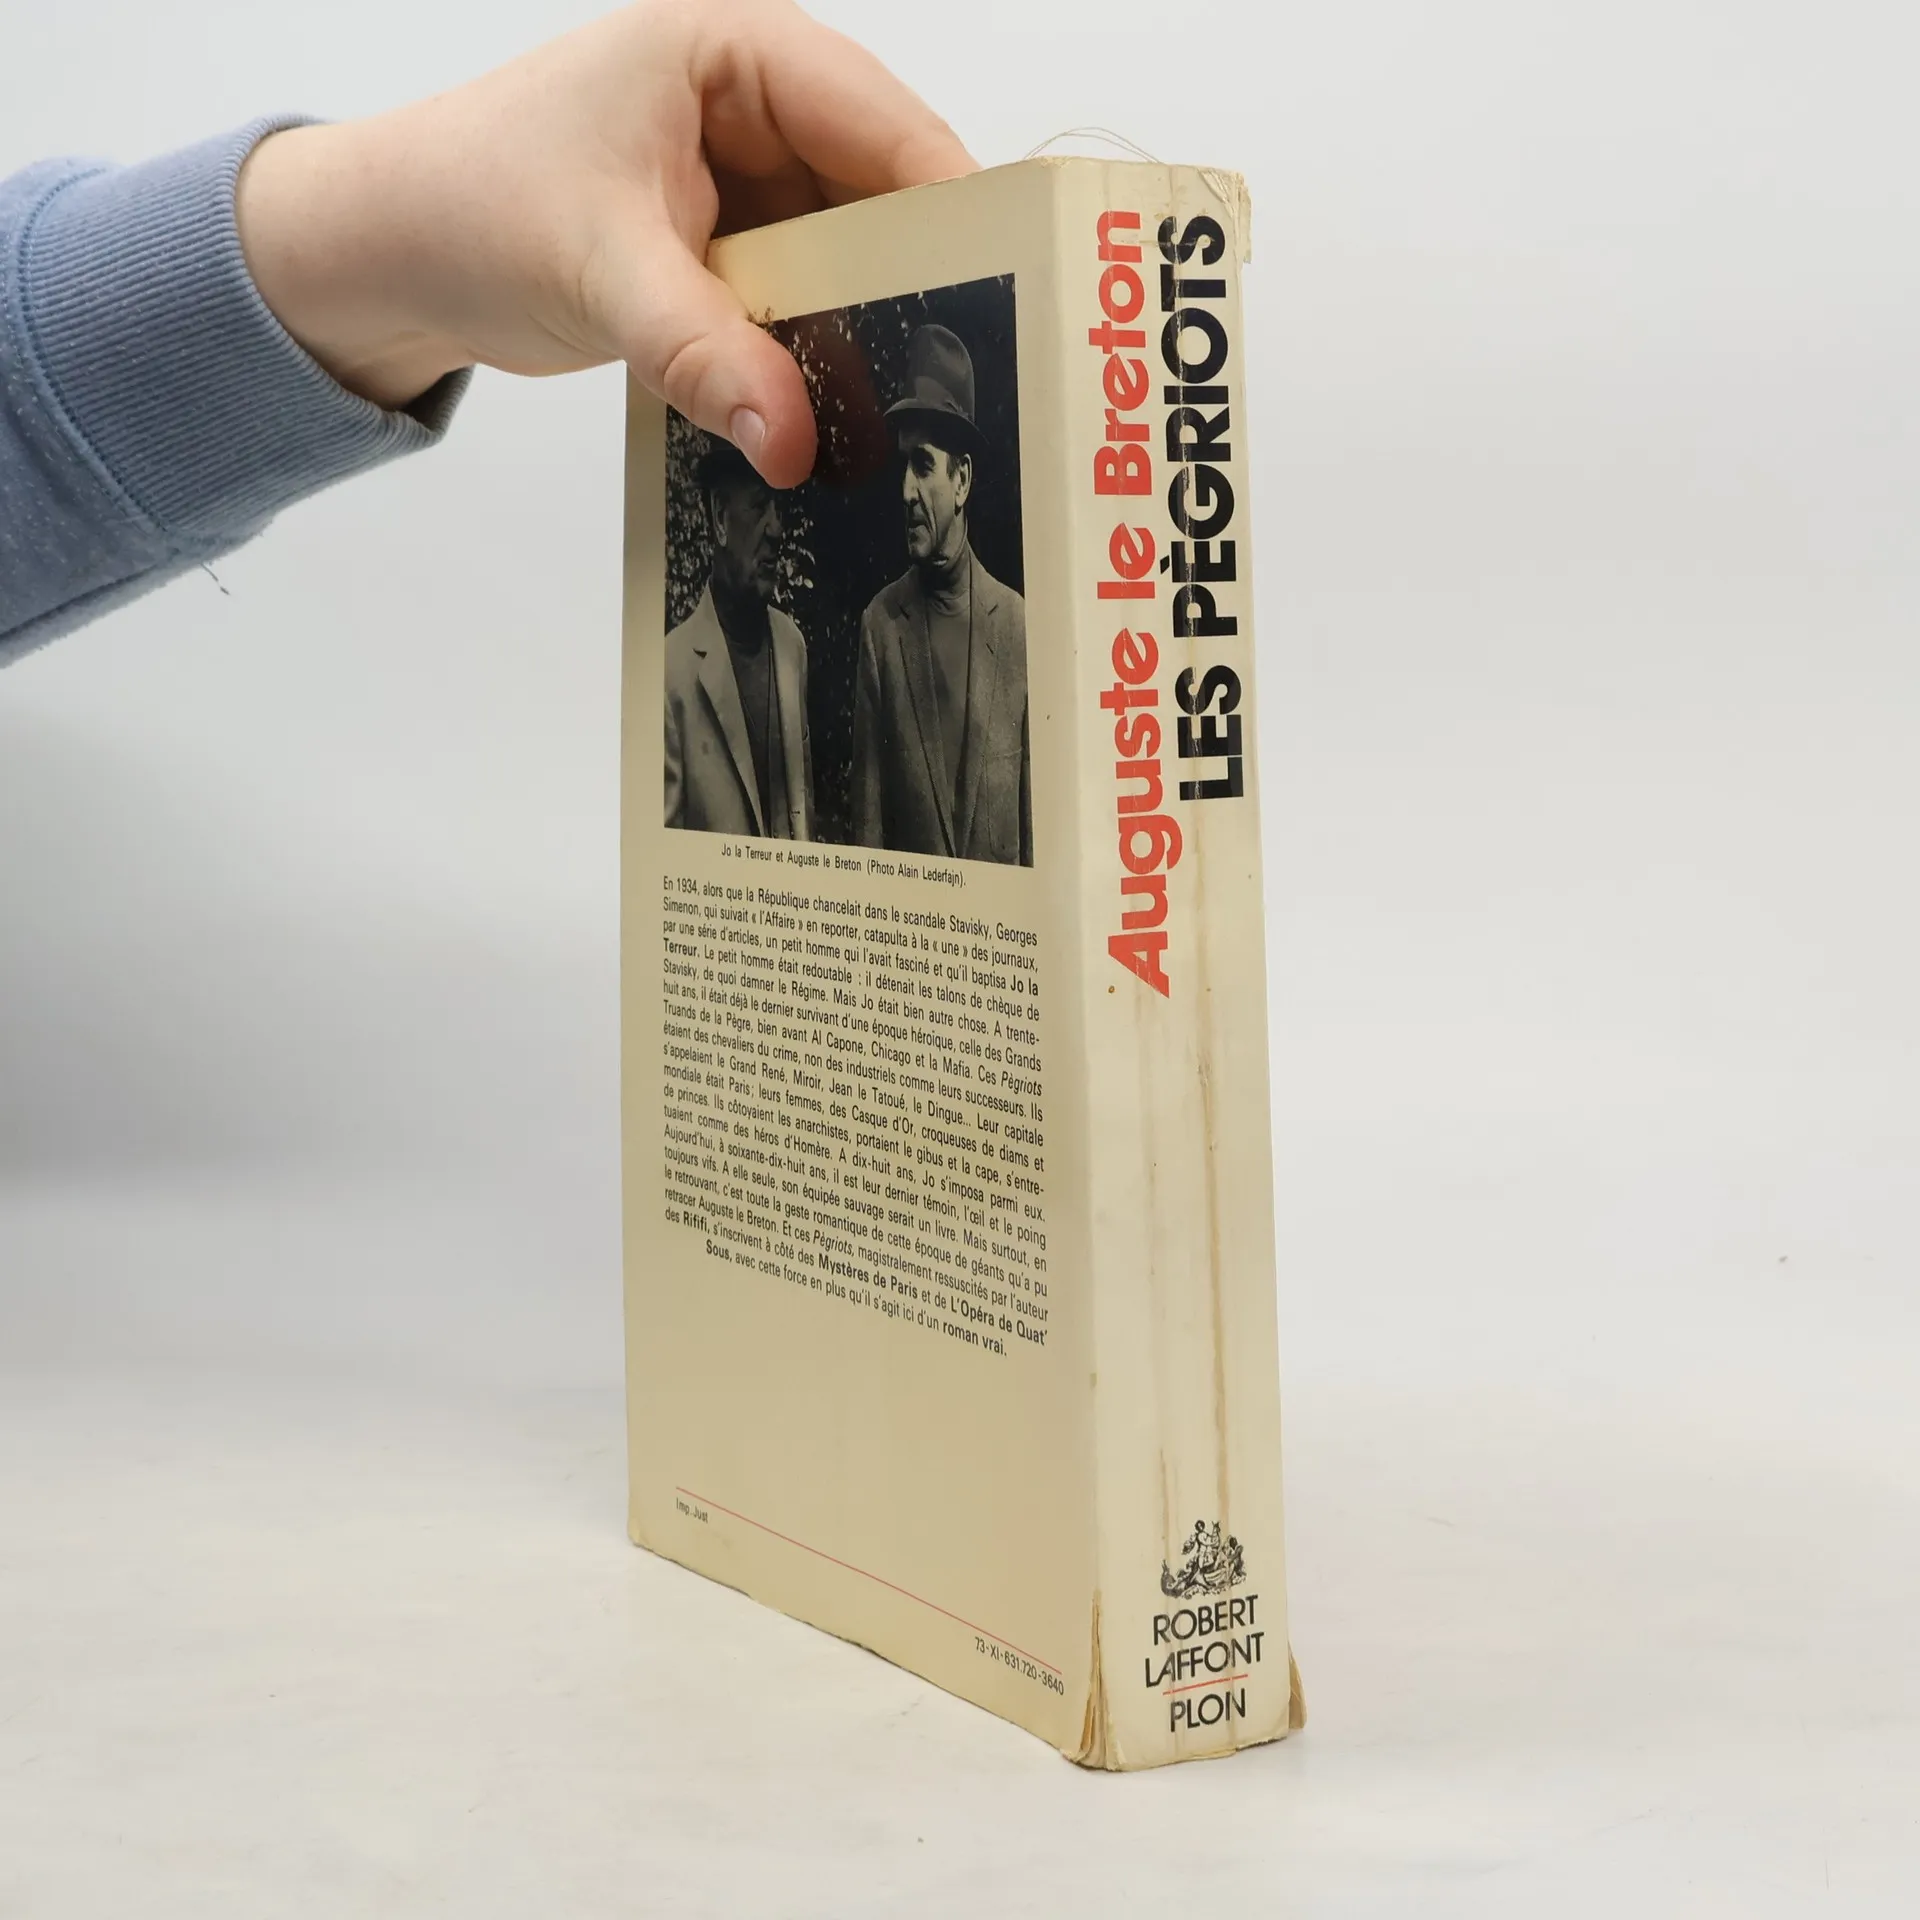 Jo la Terreur et Auguste le Breton (Photo Alain Lederfajn).
En 1934, alors que la République chancelait dans le scandale Stavisky, Georges
Simenon, qui suivait « l'Affaire » en reporter, catapulta à la « une » des journaux,
par une série d'articles, un petit homme qui l'avait fasciné et qu'il baptisa Jo la
Terreur. Le petit homme était redoutable : il détenait les talons de chèque de
Stavisky, de quoi damner le Régime. Mais Jo était bien autre chose. A trente-
huit ans, il était déjà le dernier survivant d'une époque héroïque, celle des Grands
Truands de la Pègre, bien avant Al Capone, Chicago et la Mafia. Ces Pègriots
étaient des chevaliers du crime, non des industriels comme leurs successeurs. Ils
s'appelaient le Grand René, Miroir, Jean le Tatoué, le Dingue... Leur capitale
mondiale était Paris; leurs femmes, des Casque d'Or, croqueuses de diams et
de princes. Ils côtoyaient les anarchistes, portaient le gibus et la cape, s'entre-
tuaient comme des héros d'Homère. A dix-huit ans, Jo s'imposa parmi eux.
Aujourd'hui, à soixante-dix-huit ans, il est leur dernier témoin, l'œil et le poing
toujours vifs. A elle seule, son équipée sauvage serait un livre. Mais surtout, en
le retrouvant, c'est toute la geste romantique de cette époque de géants qu'a pu
retracer Auguste le Breton. Et ces Pègriots, magistralement ressuscités par l'auteur
des Rififi, s'inscrivent à côté des Mystères de Paris et de L'Opéra de Quat'
Sous, avec cette force en plus qu'il s'agit ici d'un roman vrai.
Imp. Just
73-XI-631.720-3640
Auguste le Breton
LES PÈGRIOTS
ROBERT
LAFFONT
PLON